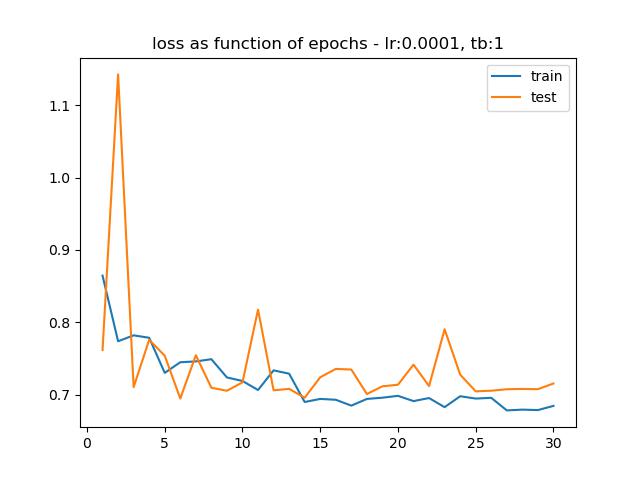 loss as function of epochs - lr:0.0001, tb:1
train
test
1.1
1.0
0.9
0.8
0.7
0 5 10 15 20 25 30